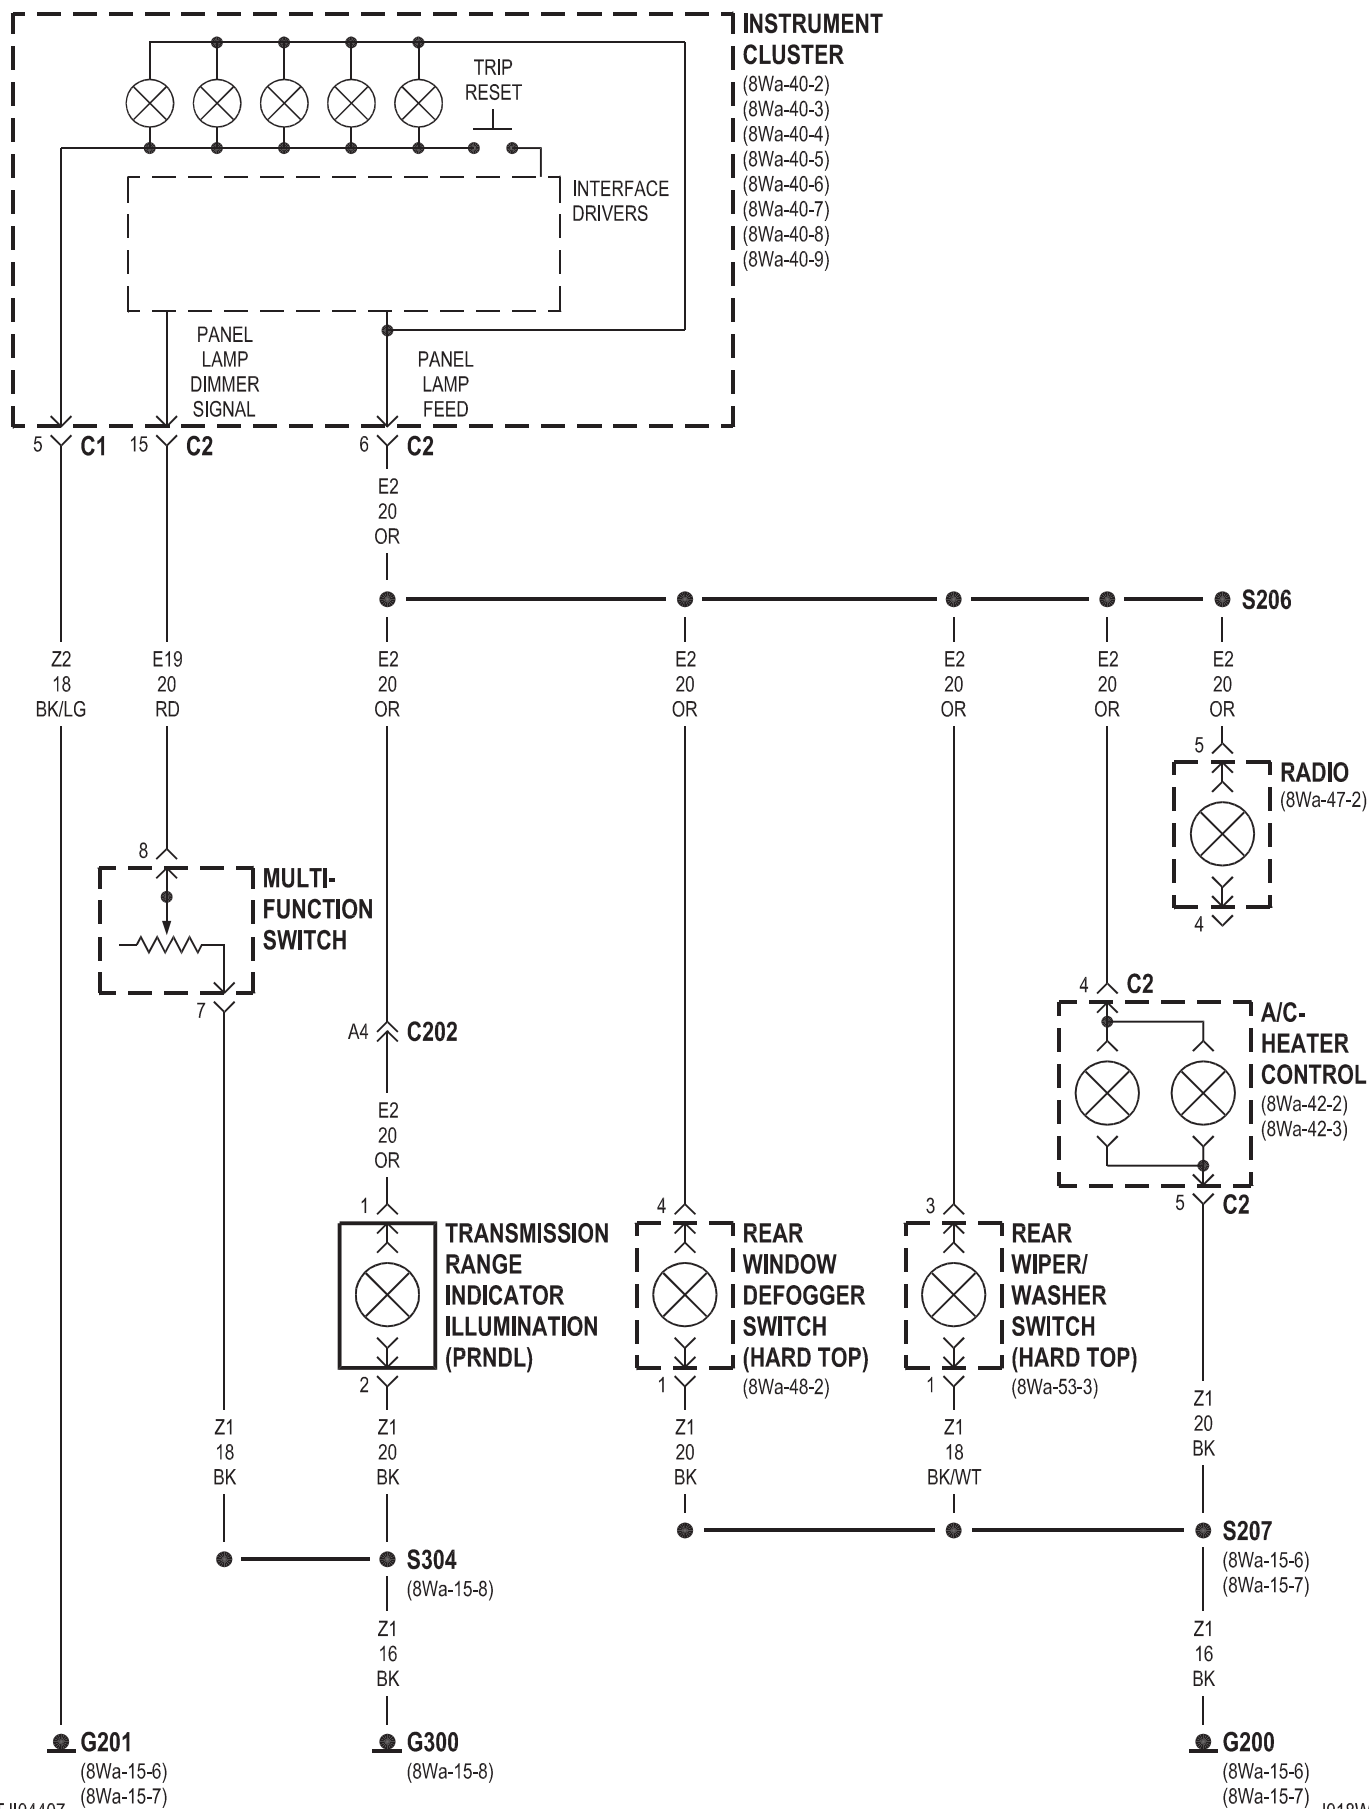 INSTRUMENT
CLUSTER
(8Wa-40-2)
(8Wa-40-3)
(8Wa-40-4)
(8Wa-40-5)
(8Wa-40-6)
(8Wa-40-7)
(8Wa-40-8)
(8Wa-40-9)
TRIP
RESET
INTERFACE
DRIVERS
PANEL
LAMP
DIMMER
SIGNAL
PANEL
LAMP
FEED
5 C1
15 C2
6 C2
E2
20
OR
S206
Z2
18
BK/LG
E19
20
RD
E2
20
OR
E2
20
OR
E2
20
OR
E2
20
OR
E2
20
OR
5
RADIO
(8Wa-47-2)
4
8
MULTI-
FUNCTION
SWITCH
7
A4 C202
E2
20
OR
4 C2
A/C-
HEATER
CONTROL
(8Wa-42-2)
(8Wa-42-3)
5 C2
1
TRANSMISSION
RANGE
INDICATOR
ILLUMINATION
(PRNDL)
2
4
REAR
WINDOW
DEFOGGER
SWITCH
(HARD TOP)
(8Wa-48-2)
1
3
REAR
WIPER/
WASHER
SWITCH
(HARD TOP)
(8Wa-53-3)
1
Z1
18
BK
Z1
20
BK
Z1
20
BK
Z1
18
BK/WT
Z1
20
BK
S304
(8Wa-15-8)
S207
(8Wa-15-6)
(8Wa-15-7)
Z1
16
BK
Z1
16
BK
G201
(8Wa-15-6)
(8Wa-15-7)
G300
(8Wa-15-8)
G200
(8Wa-15-6)
(8Wa-15-7)